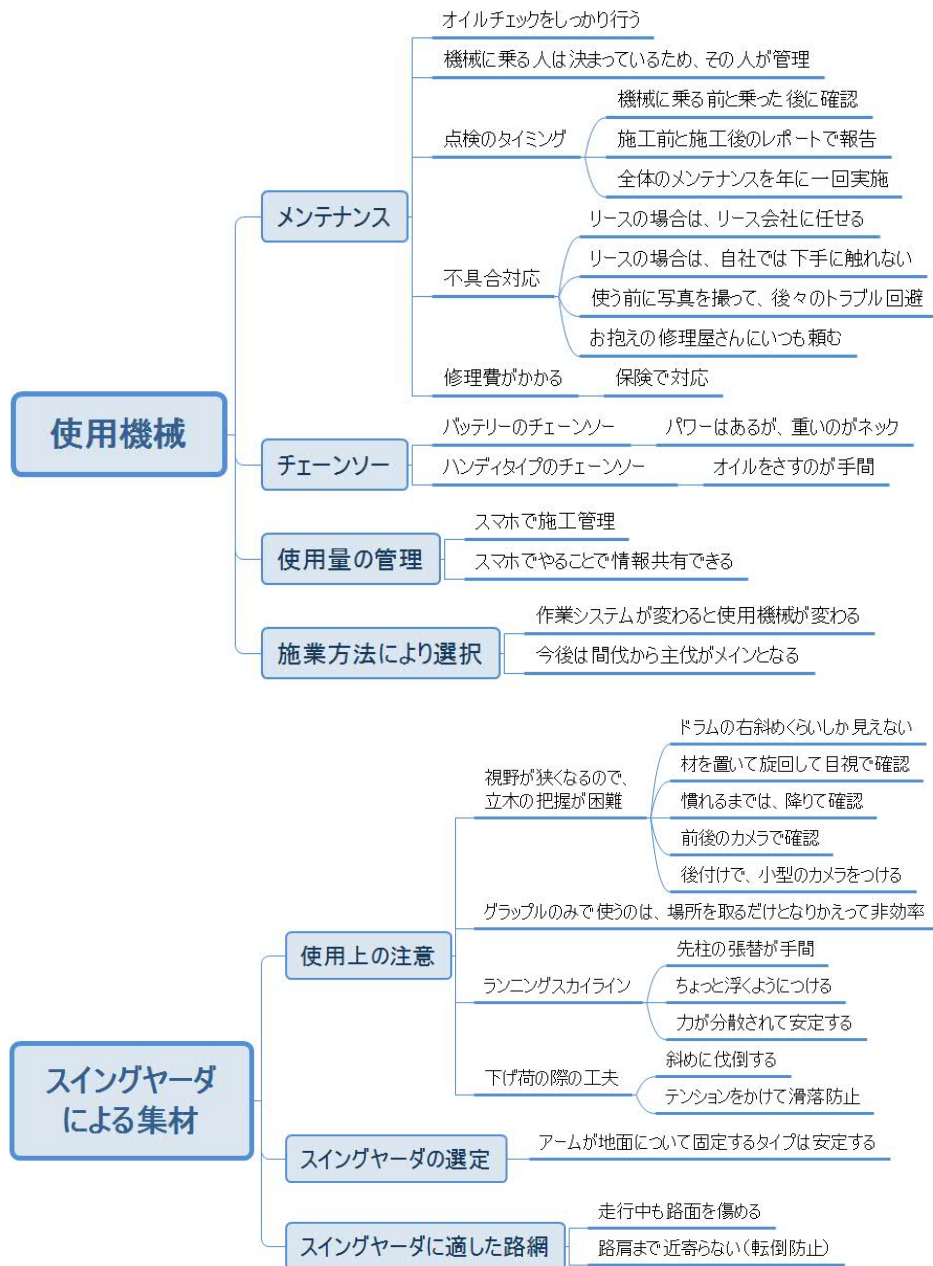 使用機械
メンテナンス
オイルチェックをしっかり行う
機械に乗る人は決まっているため、その人が管理
点検のタイミング
機械に乗る前と乗った後に確認
施工前と施工後のレポートで報告
全体のメンテナンスを年に一回実施
不具合対応
リースの場合は、リース会社に任せる
リースの場合は、自社では下手に触れない
使う前に写真を撮って、後々のトラブル回避
お抱えの修理屋さんにいつも頼む
修理費がかかる
保険で対応
チェーンソー
バッテリーのチェーンソー
パワーはあるが、重いのがネック
ハンディタイプのチェーンソー
オイルをさすのが手間
使用量の管理
スマホで施工管理
スマホでやることで情報共有できる
施業方法により選択
作業システムが変わると使用機械が変わる
今後は間伐から主伐がメインとなる
スイングヤーダ
による集材
使用上の注意
視野が狭くなるので、
立木の把握が困難
ドラムの右斜めくらいしか見えない
材を置いて旋回して目視で確認
慣れるまでは、降りて確認
前後のカメラで確認
後付けで、小型のカメラをつける
グラップルのみで使うのは、場所を取るだけとなりかえって非効率
ランニングスカイライン
先柱の張替が手間
ちょっと浮くようにつける
力が分散されて安定する
下げ荷の際の工夫
斜めに伐倒する
テンションをかけて滑落防止
スイングヤーダの選定
アームが地面について固定するタイプは安定する
スイングヤーダに適した路網
走行中も路面を傷める
路肩まで近寄らない(転倒防止)